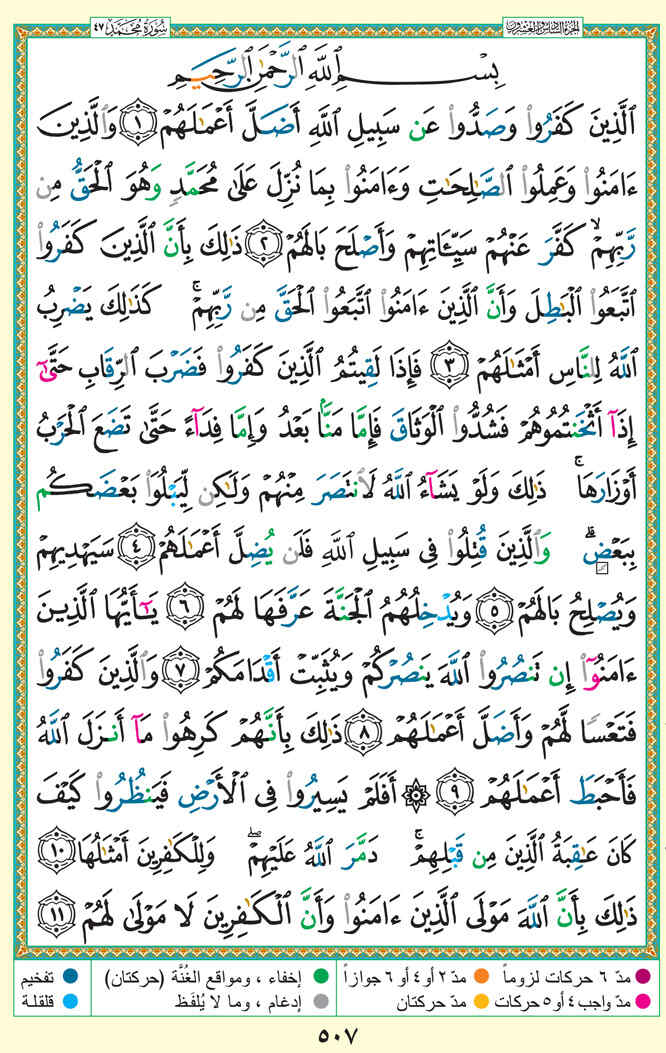 الجزء السادس والعشرون سورة محمد ٤٧
بِسْمِ ٱللَّهِ ٱلرَّحْمَٰنِ ٱلرَّحِيمِ
ٱلَّذِينَ كَفَرُوا۟ وَصَدُّوا۟ عَن سَبِيلِ ٱللَّهِ أَضَلَّ أَعْمَٰلَهُمْ ١ وَٱلَّذِينَ
ءَامَنُوا۟ وَعَمِلُوا۟ ٱلصَّٰلِحَٰتِ وَءَامَنُوا۟ بِمَا نُزِّلَ عَلَىٰ مُحَمَّدٍ وَهُوَ ٱلْحَقُّ مِن
رَّبِّهِمْ ۙ كَفَّرَ عَنْهُمْ سَيِّـَٔاتِهِمْ وَأَصْلَحَ بَالَهُمْ ٢ ذَٰلِكَ بِأَنَّ ٱلَّذِينَ كَفَرُوا۟
ٱتَّبَعُوا۟ ٱلْبَٰطِلَ وَأَنَّ ٱلَّذِينَ ءَامَنُوا۟ ٱتَّبَعُوا۟ ٱلْحَقَّ مِن رَّبِّهِمْ ۚ كَذَٰلِكَ يَضْرِبُ
ٱللَّهُ لِلنَّاسِ أَمْثَٰلَهُمْ ٣ فَإِذَا لَقِيتُمُ ٱلَّذِينَ كَفَرُوا۟ فَضَرْبَ ٱلرِّقَابِ حَتَّىٰٓ
إِذَآ أَثْخَنتُمُوهُمْ فَشُدُّوا۟ ٱلْوَثَاقَ فَإِمَّا مَنًّۢا بَعْدُ وَإِمَّا فِدَآءً حَتَّىٰ تَضَعَ ٱلْحَرْبُ
أَوْزَارَهَا ۚ ذَٰلِكَ وَلَوْ يَشَآءُ ٱللَّهُ لَٱنتَصَرَ مِنْهُمْ وَلَٰكِن لِّيَبْلُوَا۟ بَعْضَكُم
بِبَعْضٍ ۗ وَٱلَّذِينَ قُتِلُوا۟ فِى سَبِيلِ ٱللَّهِ فَلَن يُضِلَّ أَعْمَٰلَهُمْ ٤ سَيَهْدِيهِمْ
وَيُصْلِحُ بَالَهُمْ ٥ وَيُدْخِلُهُمُ ٱلْجَنَّةَ عَرَّفَهَا لَهُمْ ٦ يَٰٓأَيُّهَا ٱلَّذِينَ
ءَامَنُوٓا۟ إِن تَنصُرُوا۟ ٱللَّهَ يَنصُرْكُمْ وَيُثَبِّتْ أَقْدَامَكُمْ ٧ وَٱلَّذِينَ كَفَرُوا۟
فَتَعْسًا لَّهُمْ وَأَضَلَّ أَعْمَٰلَهُمْ ٨ ذَٰلِكَ بِأَنَّهُمْ كَرِهُوا۟ مَآ أَنزَلَ ٱللَّهُ
فَأَحْبَطَ أَعْمَٰلَهُمْ ٩ ۞ أَفَلَمْ يَسِيرُوا۟ فِى ٱلْأَرْضِ فَيَنظُرُوا۟ كَيْفَ
كَانَ عَٰقِبَةُ ٱلَّذِينَ مِن قَبْلِهِمْ ۚ دَمَّرَ ٱللَّهُ عَلَيْهِمْ ۖ وَلِلْكَٰفِرِينَ أَمْثَٰلُهَا ١٠
ذَٰلِكَ بِأَنَّ ٱللَّهَ مَوْلَى ٱلَّذِينَ ءَامَنُوا۟ وَأَنَّ ٱلْكَٰفِرِينَ لَا مَوْلَىٰ لَهُمْ ١١
مدّ ٦ حركات لزوماً مدّ ٢ أو ٤ أو ٦ جوازاً إخفاء ، ومواقع الغُنَّة (حركتان) تفخيم
مدّ واجب ٤ أو ٥ حركات مدّ حركتان إدغام ، وما لا يُلفَظ قلقلة
٥٠٧